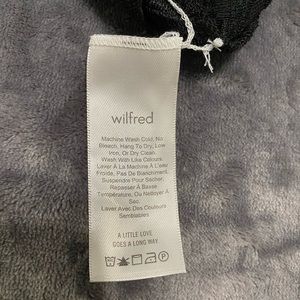 wilfred
Machine Wash Cold, No
Bleach, Hang To Dry, Low
Iron, Or Dry Clean.
Wash With Like Colours.
Laver À La Machine À L'eau
Froide, Pas De Blanchiment,
Suspendre Pour Sécher,
Repasser À Basse
Température, Ou Nettoyer À
Sec.
Laver Avec Des Couleurs
Semblables
A LITTLE LOVE
GOES A LONG WAY
P